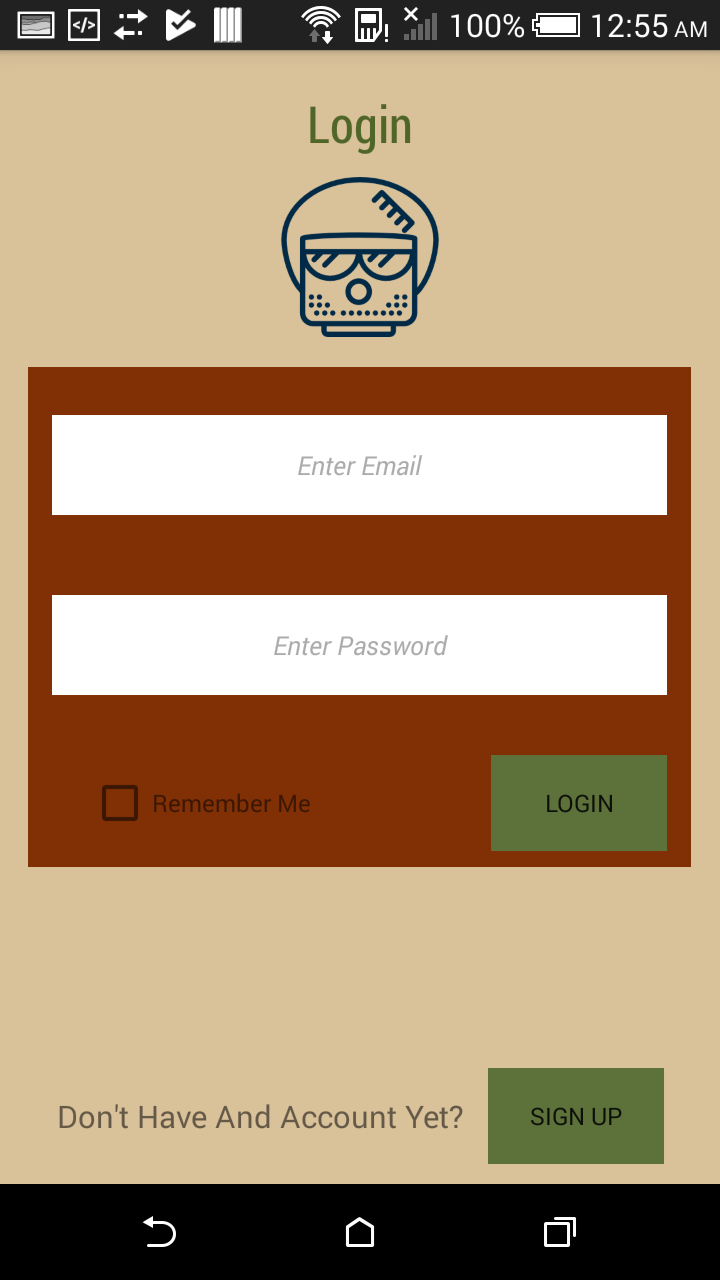 100% 12:55 AM
Login
Enter Email
Enter Password
Remember Me
LOGIN
Don't Have And Account Yet?
SIGN UP